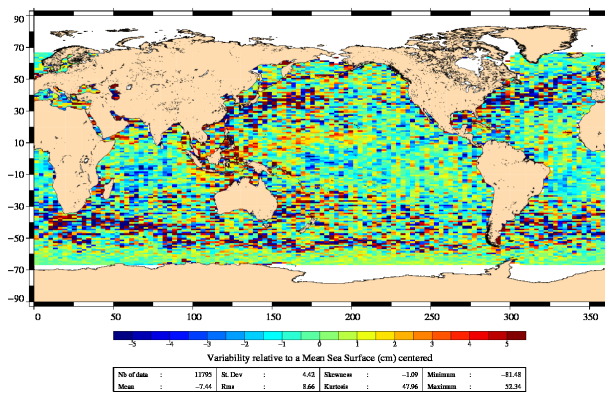 90
70
50
30
10
−10
−30
−50
−70
−90
0 50 100 150 200 250 300 350
−5 −4 −3 −2 −1 0 1 2 3 4 5
Variability relative to a Mean Sea Surface (cm) centered
Nb of data : 11795 St. Dev : 4.42 Skewness : −1.09 Minimum : −81.48
Mean : −7.44 Rms : 8.66 Kurtosis : 47.96 Maximum : 52.34